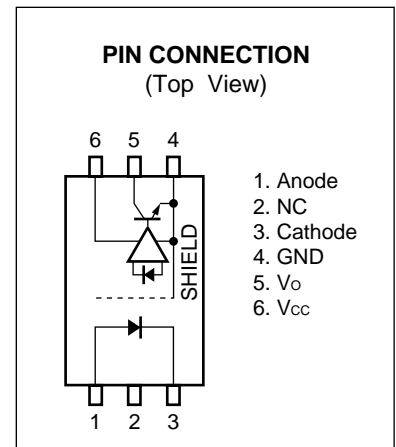 PIN CONNECTION
(Top View)
6 5 4
SHIELD
1 2 3
1. Anode
2. NC
3. Cathode
4. GND
5. Vo
6. Vcc